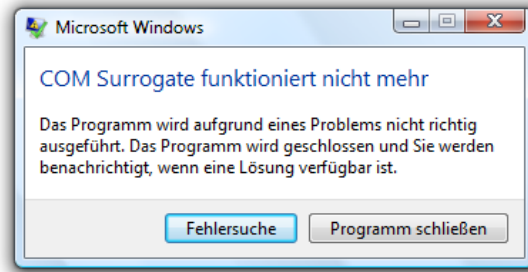 Microsoft Windows
COM Surrogate funktioniert nicht mehr
Das Programm wird aufgrund eines Problems nicht richtig
ausgeführt. Das Programm wird geschlossen und Sie werden
benachrichtigt, wenn eine Lösung verfügbar ist.
Fehlersuche
Programm schließen